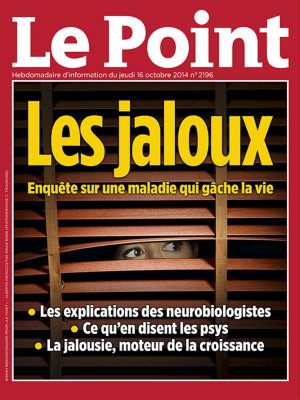 Le Point
Hebdomadaire d'information du jeudi 16 octobre 2014 n° 2196
Les jaloux
Enquête sur une maladie qui gâche la vie
● Les explications des neurobiologistes
● Ce qu'en disent les psys
● La jalousie, moteur de la croissance